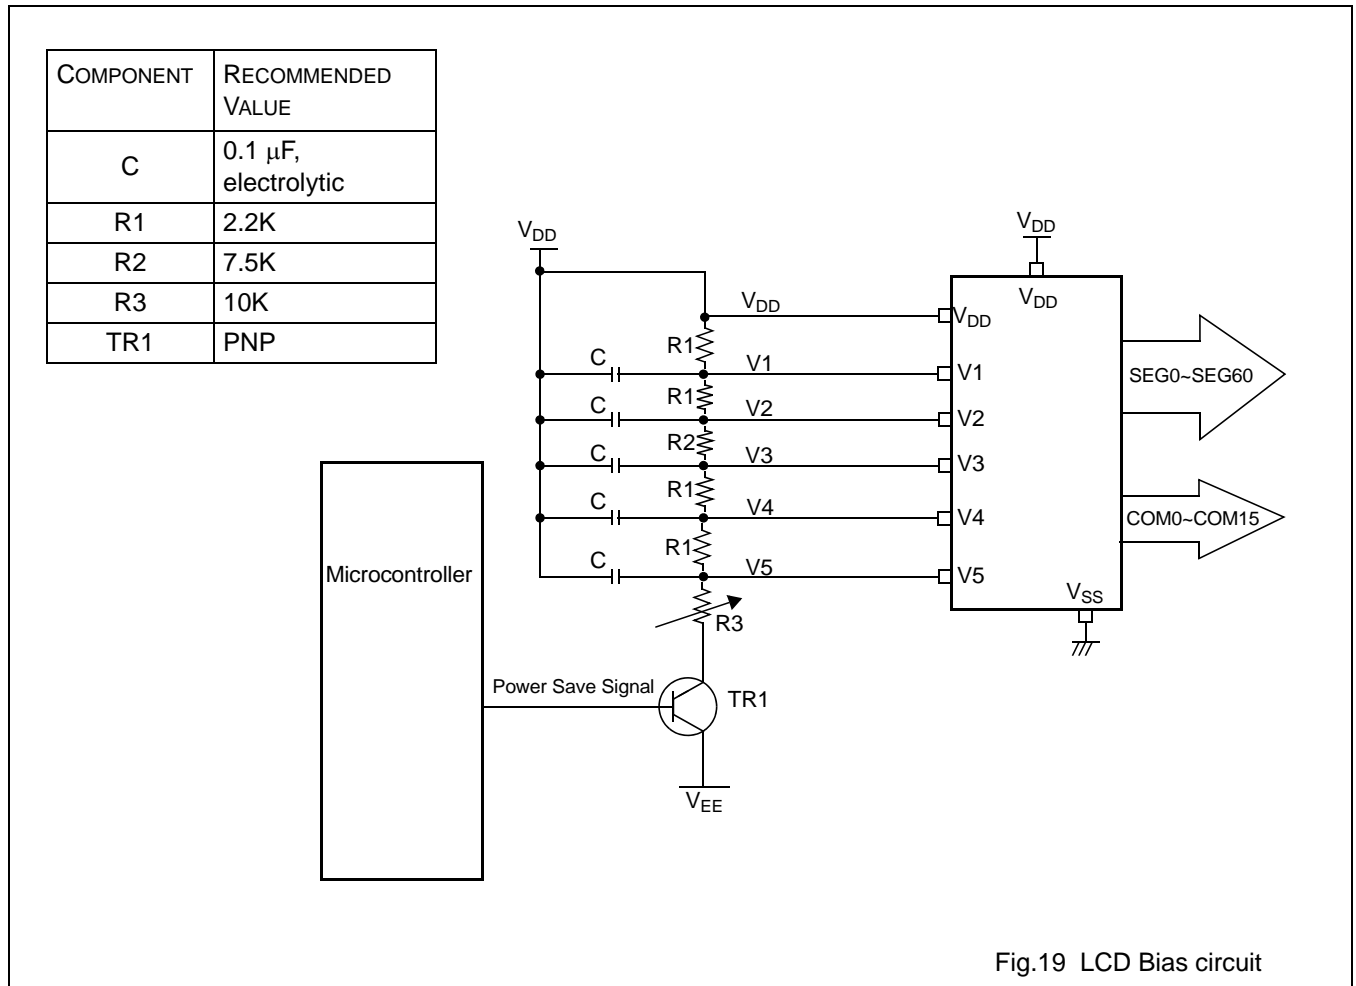 COMPONENT RECOMMENDED VALUE
C 0.1 µF, electrolytic
R1 2.2K
R2 7.5K
R3 10K
TR1 PNP
VDD
VDD
VDD
VDD
VDD
R1
C
V1
V1
SEG0~SEG60
R1
C
V2
V2
R2
C
V3
V3
R1
C
V4
V4
COM0~COM15
R1
C
V5
V5
Microcontroller
VSS
R3
Power Save Signal
TR1
VEE
Fig.19 LCD Bias circuit